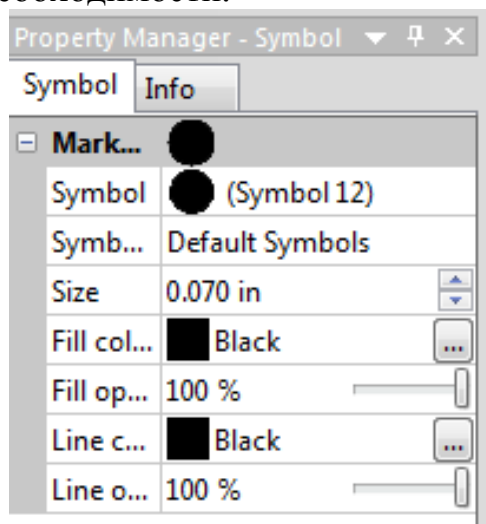 Property Manager - Symbol
Symbol Info
Mark...
Symbol (Symbol 12)
Symb... Default Symbols
Size 0.070 in
Fill col... Black ...
Fill op... 100 %
Line c... Black ...
Line o... 100 %